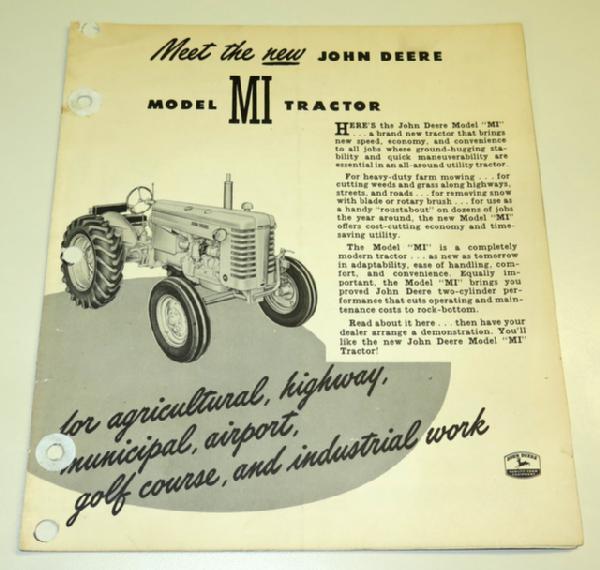 Meet the new JOHN DEERE
MODEL MI TRACTOR
HERE'S the John Deere Model "MI"
. . . a brand new tractor that brings
new speed, economy, and convenience
to all jobs where ground-hugging sta-
bility and quick maneuverability are
essential in an all-around utility tractor.
For heavy-duty farm mowing . . . for
cutting weeds and grass along highways,
streets, and roads . . . for removing snow
with blade or rotary brush . . . for use as
a handy "roustabout" on dozens of jobs
the year around, the new Model "MI"
offers cost-cutting economy and time-
saving utility.
The Model "MI" is a completely
modern tractor . . . as new as tomorrow
in adaptability, ease of handling, com-
fort, and convenience. Equally im-
portant, the Model "MI" brings you
proved John Deere two-cylinder per-
formance that cuts operating and main-
tenance costs to rock-bottom.
Read about it here . . . then have your
dealer arrange a demonstration. You'll
like the new John Deere Model "MI"
Tractor!
for agricultural, highway,
municipal, airport,
golf course, and industrial work
JOHN DEERE